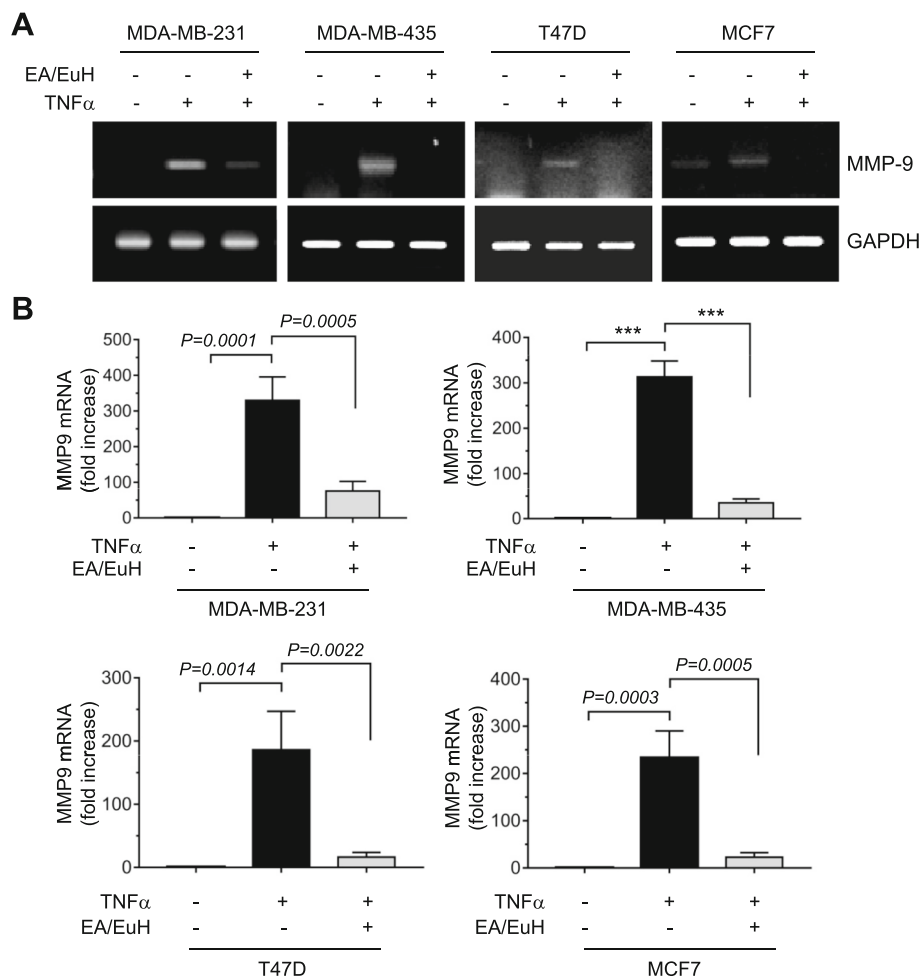 A
MDA-MB-231 MDA-MB-435 T47D MCF7
EA/EuH - - + - - + - - + - - +
TNFα - + + - + + - + + - + +
MMP-9
GAPDH
B
P=0.0001 P=0.0005
MMP9 mRNA
(fold increase)
500
400
300
200
100
0
TNFα - + +
EA/EuH - - +
MDA-MB-231
*** ***
MMP9 mRNA
(fold increase)
400
300
200
100
0
TNFα - + +
EA/EuH - - +
MDA-MB-435
P=0.0014 P=0.0022
MMP9 mRNA
(fold increase)
300
200
100
0
TNFα - + +
EA/EuH - - +
T47D
P=0.0003 P=0.0005
MMP9 mRNA
(fold increase)
400
300
200
100
0
TNFα - + +
EA/EuH - - +
MCF7